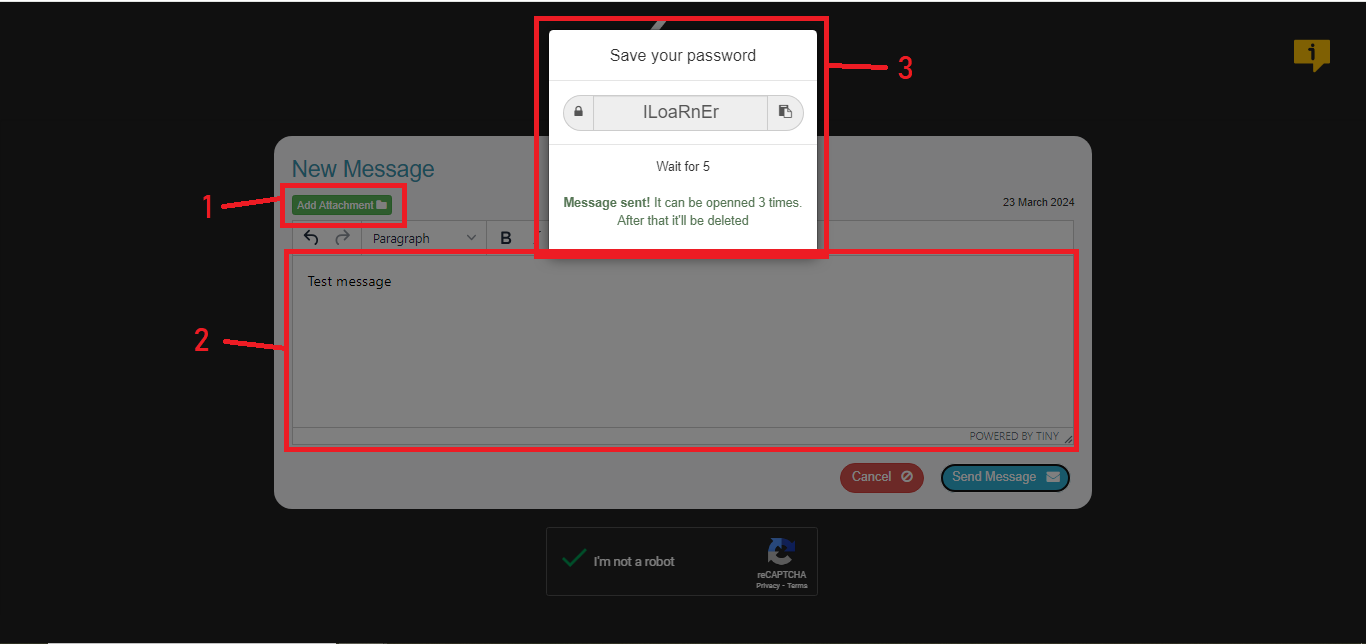 Save your password
3
ILoaRnEr
Wait for 5
Message sent! It can be openned 3 times.
After that it'll be deleted
New Message
1
Add Attachment
23 March 2024
Paragraph
B
Test message
2
POWERED BY TINY
Cancel
Send Message
I'm not a robot
reCAPTCHA
Privacy - Terms